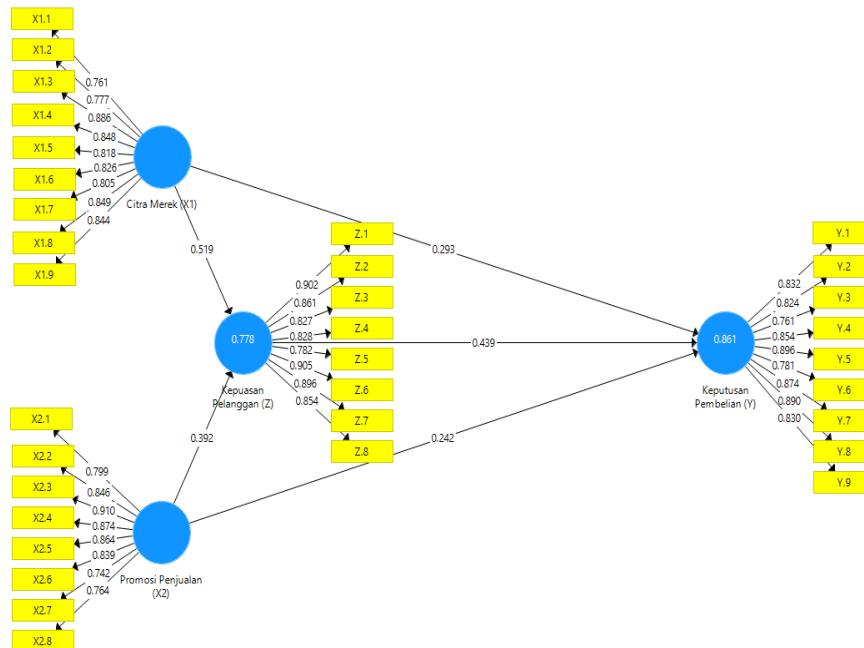 X1.1
X1.2
X1.3
X1.4
X1.5
X1.6
X1.7
X1.8
X1.9
0.761
0.777
0.886
0.848
0.818
0.826
0.805
0.849
0.844
Citra Merek (X1)
0.519
0.293
Z.1
Z.2
Z.3
Z.4
Z.5
Z.6
Z.7
Z.8
0.902
0.861
0.827
0.828
0.782
0.905
0.896
0.854
0.778
Kepuasan
Pelanggan (Z)
0.439
0.392
0.242
Y.1
Y.2
Y.3
Y.4
Y.5
Y.6
Y.7
Y.8
Y.9
0.832
0.824
0.761
0.854
0.896
0.781
0.874
0.890
0.830
0.861
Keputusan
Pembelian (Y)
X2.1
X2.2
X2.3
X2.4
X2.5
X2.6
X2.7
X2.8
0.799
0.846
0.910
0.874
0.864
0.839
0.742
0.764
Promosi Penjualan
(X2)